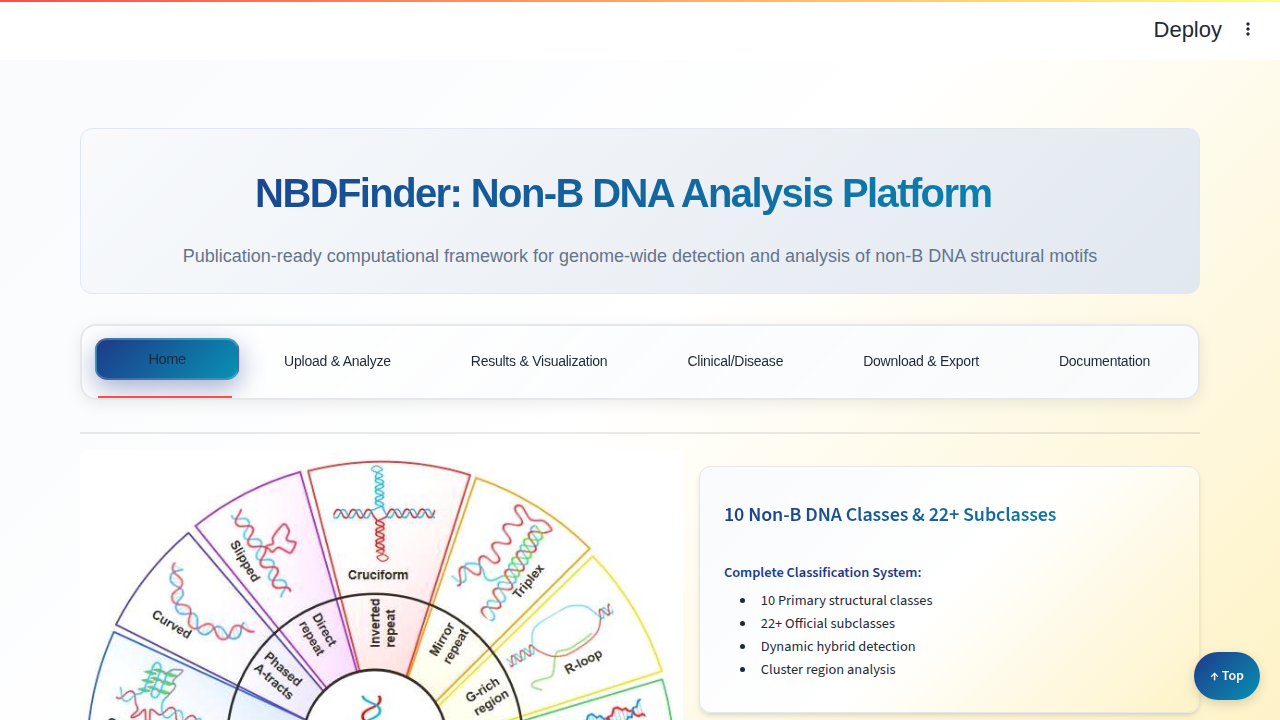 Deploy
NBDFinder: Non-B DNA Analysis Platform
Publication-ready computational framework for genome-wide detection and analysis of non-B DNA structural motifs
Home
Upload & Analyze
Results & Visualization
Clinical/Disease
Download & Export
Documentation
Slipped
Cruciform
Triplex
Curved
R-loop
Direct
repeat
Inverted
repeat
Mirror
repeat
Phased
A-tracts
G-rich
region
10 Non-B DNA Classes & 22+ Subclasses
Complete Classification System:
10 Primary structural classes
22+ Official subclasses
Dynamic hybrid detection
Cluster region analysis
↑ Top